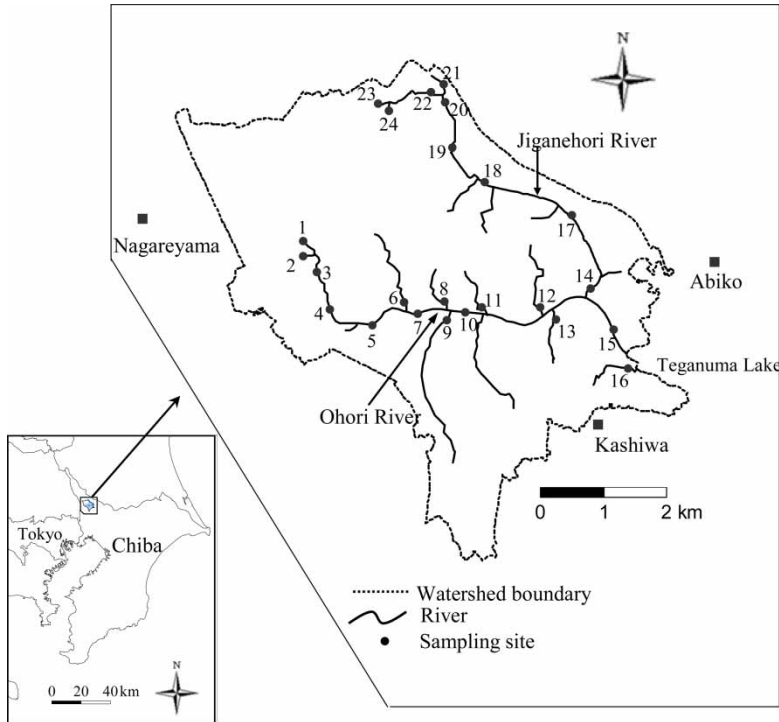 N
21
23
22
20
24
Jiganehori River
19
18
17
Nagareyama
1
2
3
Abiko
14
4
6
8
11
12
7
9
10
13
5
15
Teganuma Lake
16
Ohori River
Kashiwa
0 1 2 km
Tokyo
Chiba
Watershed boundary
River
Sampling site
N
0 20 40 km